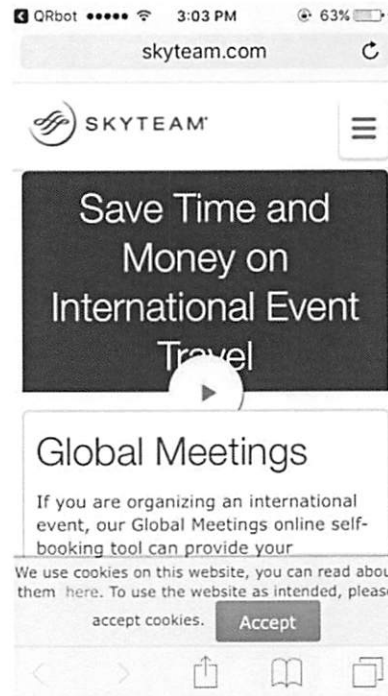 QRbot 3:03 PM 63%
skyteam.com
SKYTEAM
Save Time and
Money on
International Event
Travel
Global Meetings
If you are organizing an international
event, our Global Meetings online self-
booking tool can provide your
We use cookies on this website, you can read abou
them here. To use the website as intended, please
accept cookies. Accept